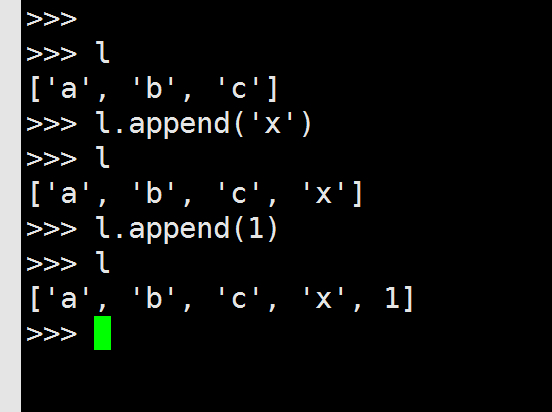 >>>
>>> l
['a', 'b', 'c']
>>> l.append('x')
>>> l
['a', 'b', 'c', 'x']
>>> l.append(1)
>>> l
['a', 'b', 'c', 'x', 1]
>>>